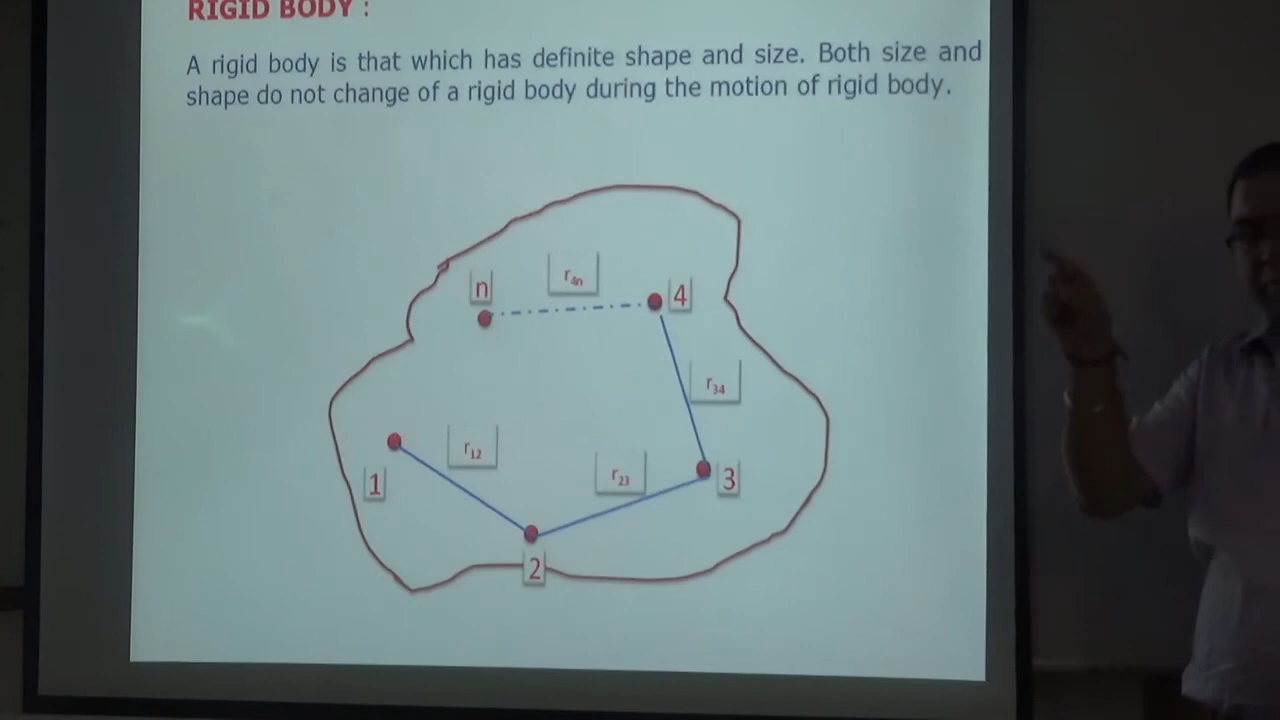 RIGID BODY :
A rigid body is that which has definite shape and size. Both size and
shape do not change of a rigid body during the motion of rigid body.
n
r4n
4
r34
r12
1
r23
3
2